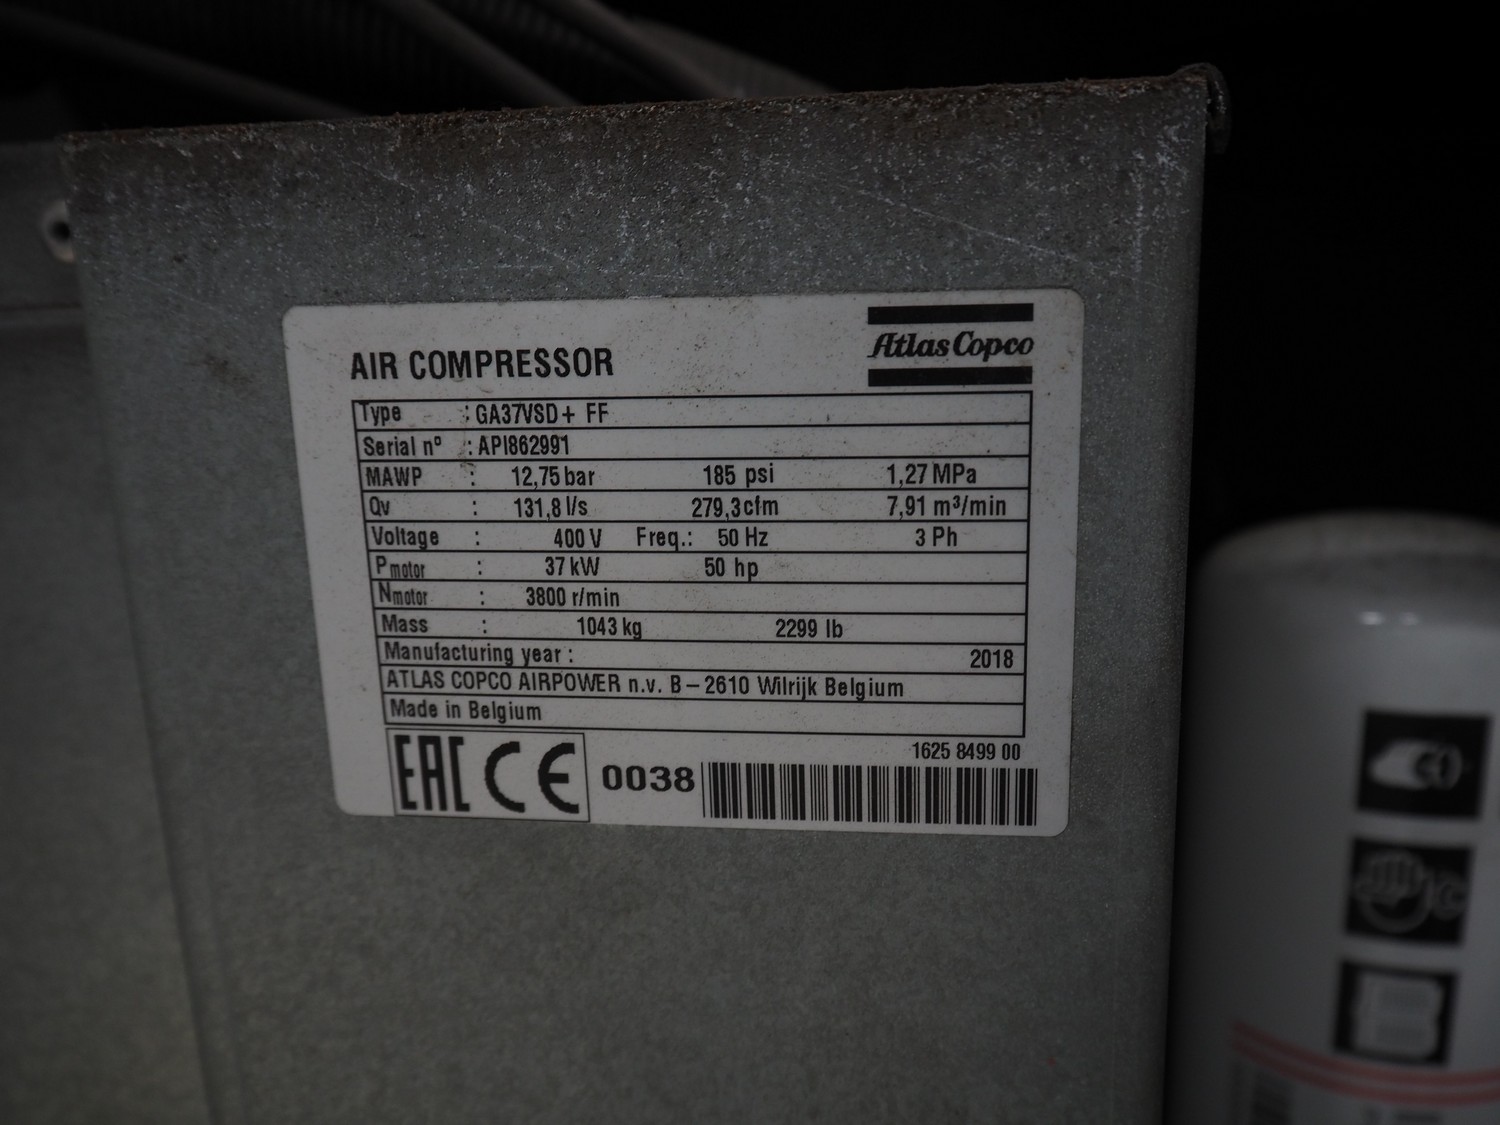 AIR COMPRESSOR
Atlas Copco
Type : GA37VSD+ FF
Serial nº : API862991
MAWP : 12,75 bar 185 psi 1,27 MPa
Qv : 131,8 l/s 279,3 cfm 7,91 m³/min
Voltage : 400 V Freq.: 50 Hz 3 Ph
Pmotor : 37 kW 50 hp
Nmotor : 3800 r/min
Mass : 1043 kg 2299 lb
Manufacturing year : 2018
ATLAS COPCO AIRPOWER n.v. B – 2610 Wilrijk Belgium
Made in Belgium
1625 8499 00
EAC CE 0038